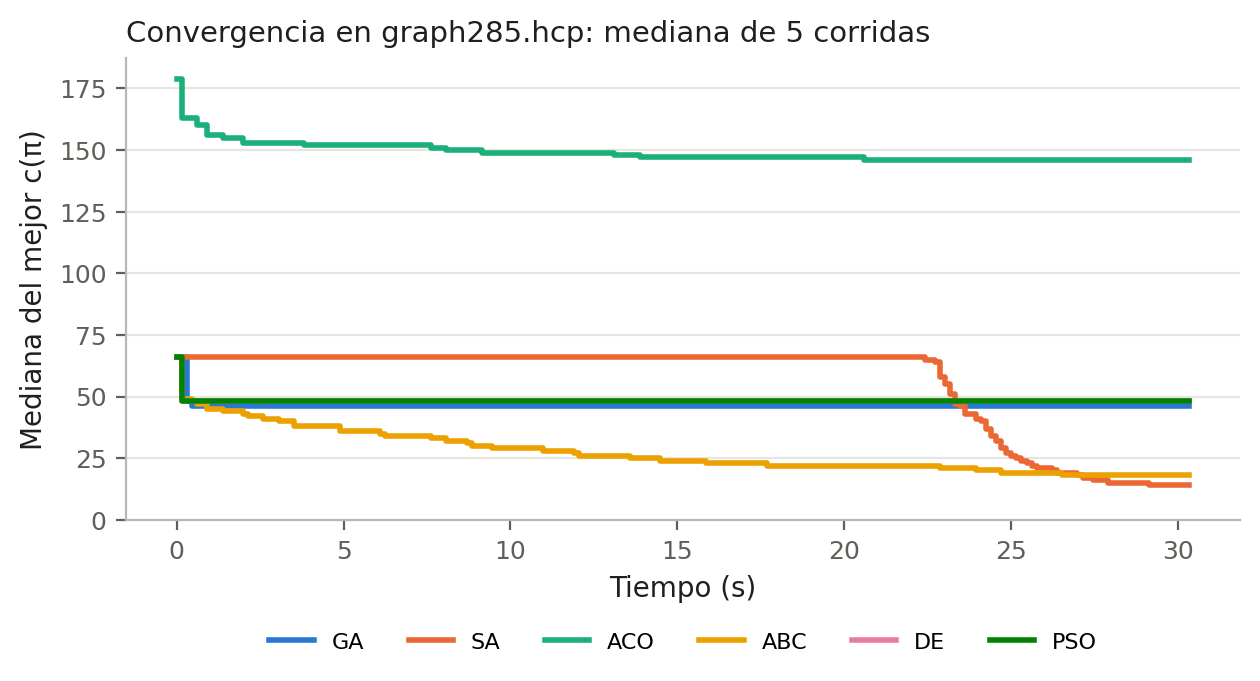 Convergencia en graph285.hcp: mediana de 5 corridas
Mediana del mejor c(π)
175
150
125
100
75
50
25
0
0 5 10 15 20 25 30
Tiempo (s)
GA SA ACO ABC DE PSO